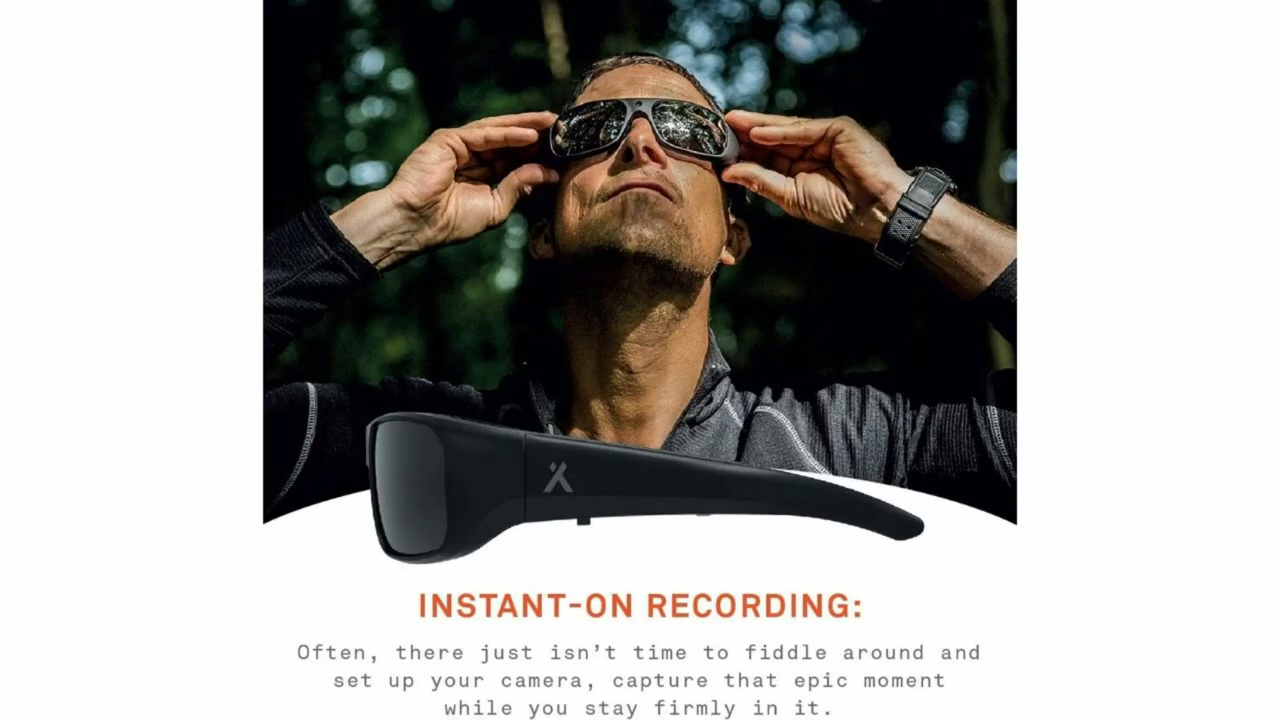 INSTANT-ON RECORDING:
Often, there just isn't time to fiddle around and
set up your camera, capture that epic moment
while you stay firmly in it.